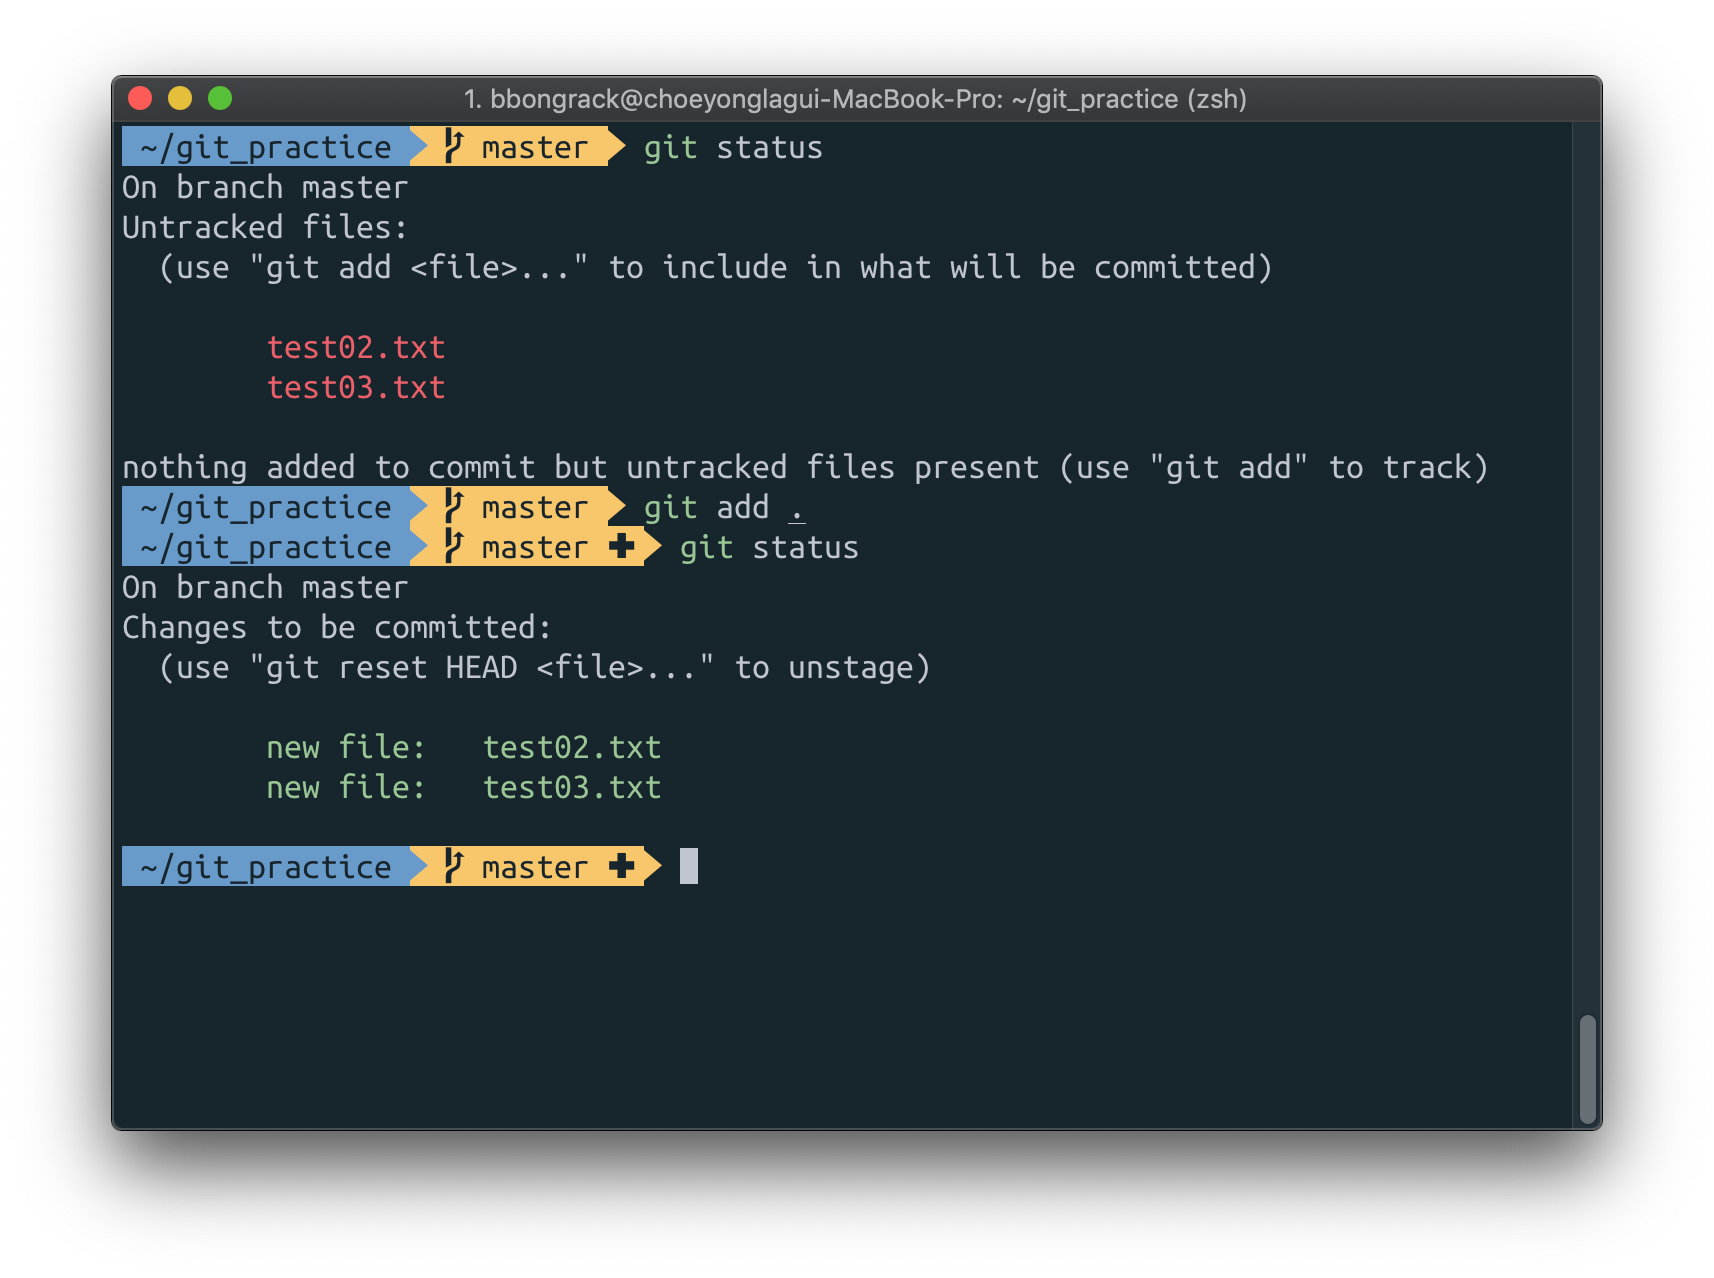 1. bbongrack@choeyonglagui-MacBook-Pro: ~/git_practice (zsh)
~/git_practice master git status
On branch master
Untracked files:
(use "git add <file>..." to include in what will be committed)
test02.txt
test03.txt
nothing added to commit but untracked files present (use "git add" to track)
~/git_practice master git add .
~/git_practice master ✚ git status
On branch master
Changes to be committed:
(use "git reset HEAD <file>..." to unstage)
new file: test02.txt
new file: test03.txt
~/git_practice master ✚